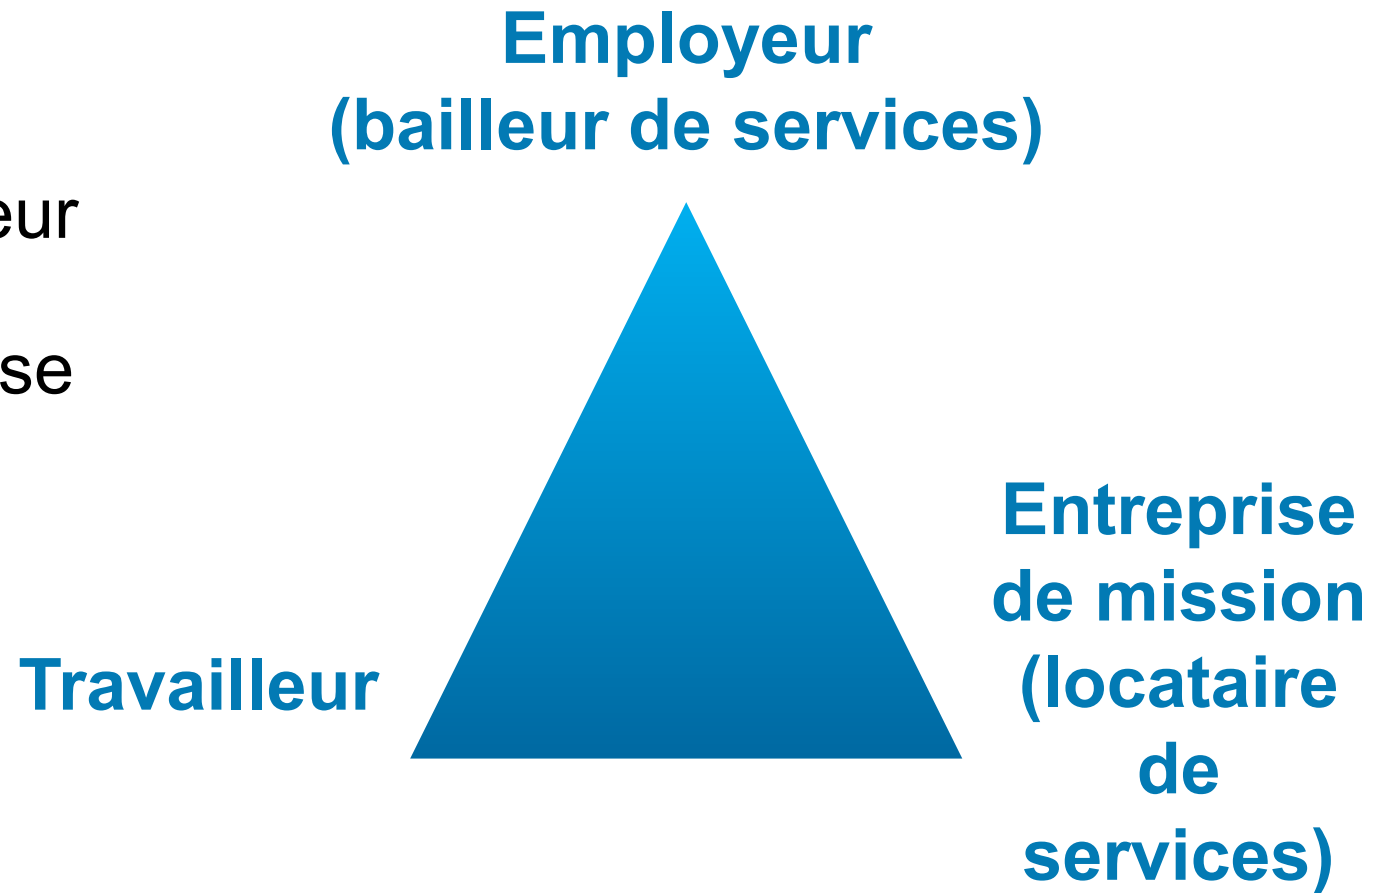 Employeur
(bailleur de services)
eur
se
Entreprise
de mission
(locataire
de
services)
Travailleur